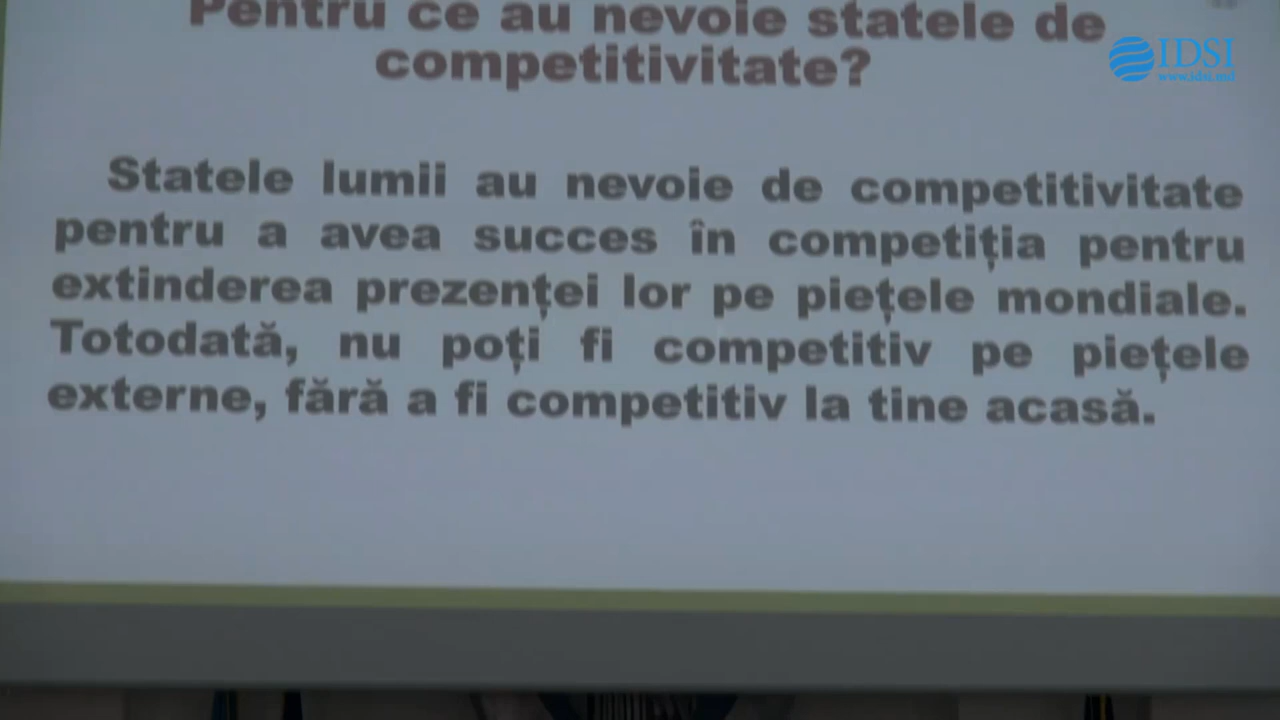 Pentru ce au nevoie statele de
competitivitate?
IDSI
www.idsi.md
Statele lumii au nevoie de competitivitate
pentru a avea succes în competiția pentru
extinderea prezenței lor pe piețele mondiale.
Totodată, nu poți fi competitiv pe piețele
externe, fără a fi competitiv la tine acasă.